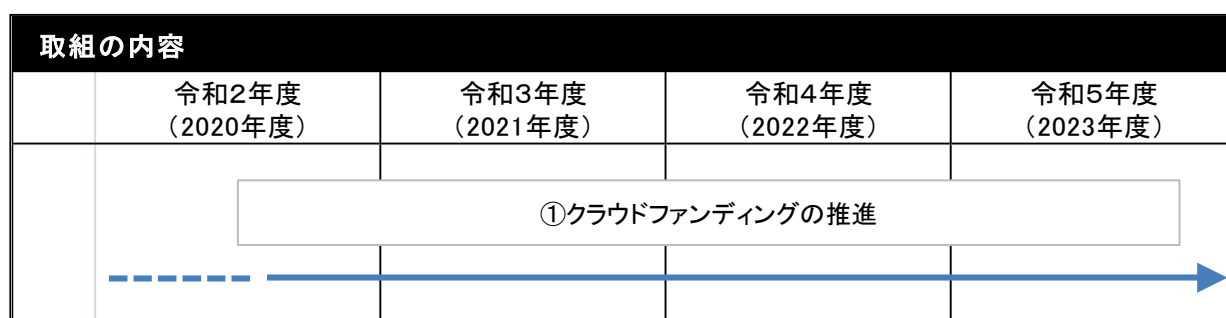 取組の内容
令和２年度 令和３年度 令和４年度 令和５年度
（2020年度） （2021年度） （2022年度） （2023年度）
①クラウドファンディングの推進